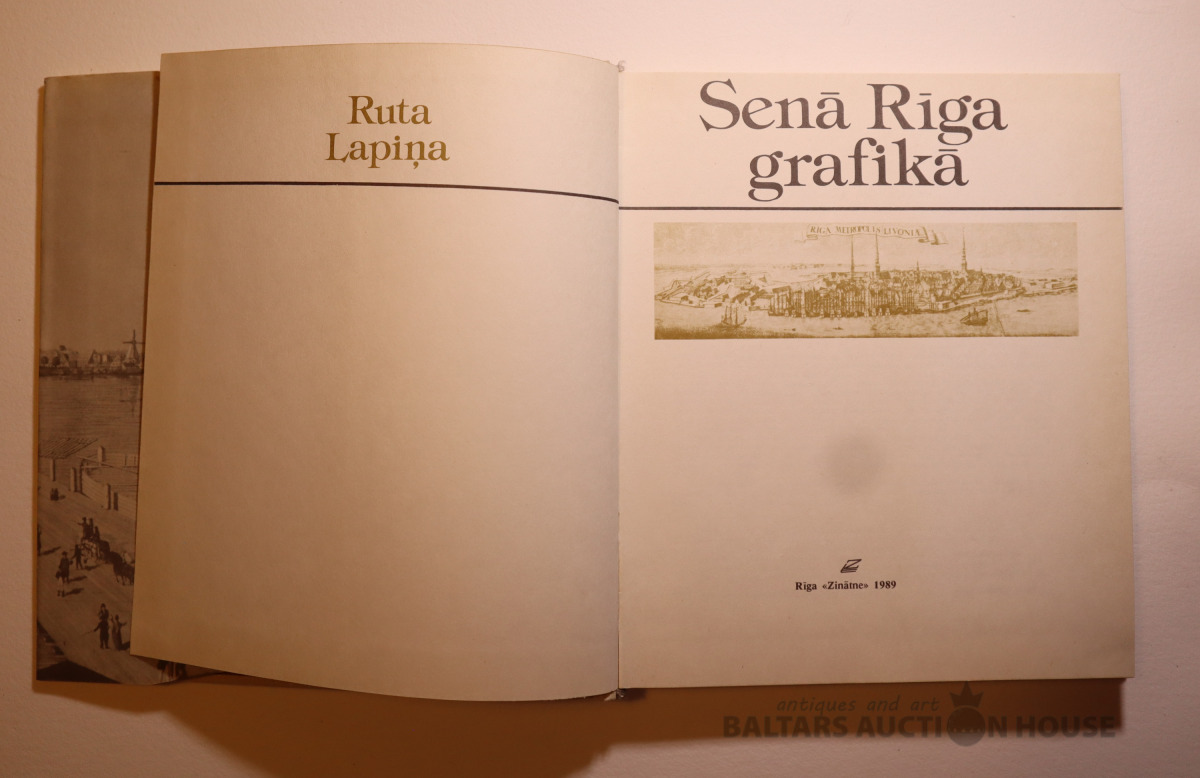 Ruta
Lapiņa
Senā Rīga
grafikā
RIGA METROPOLIS LIVONIÆ
Rīga «Zinātne» 1989
antiques and art
BALTARS AUCTION HOUSE